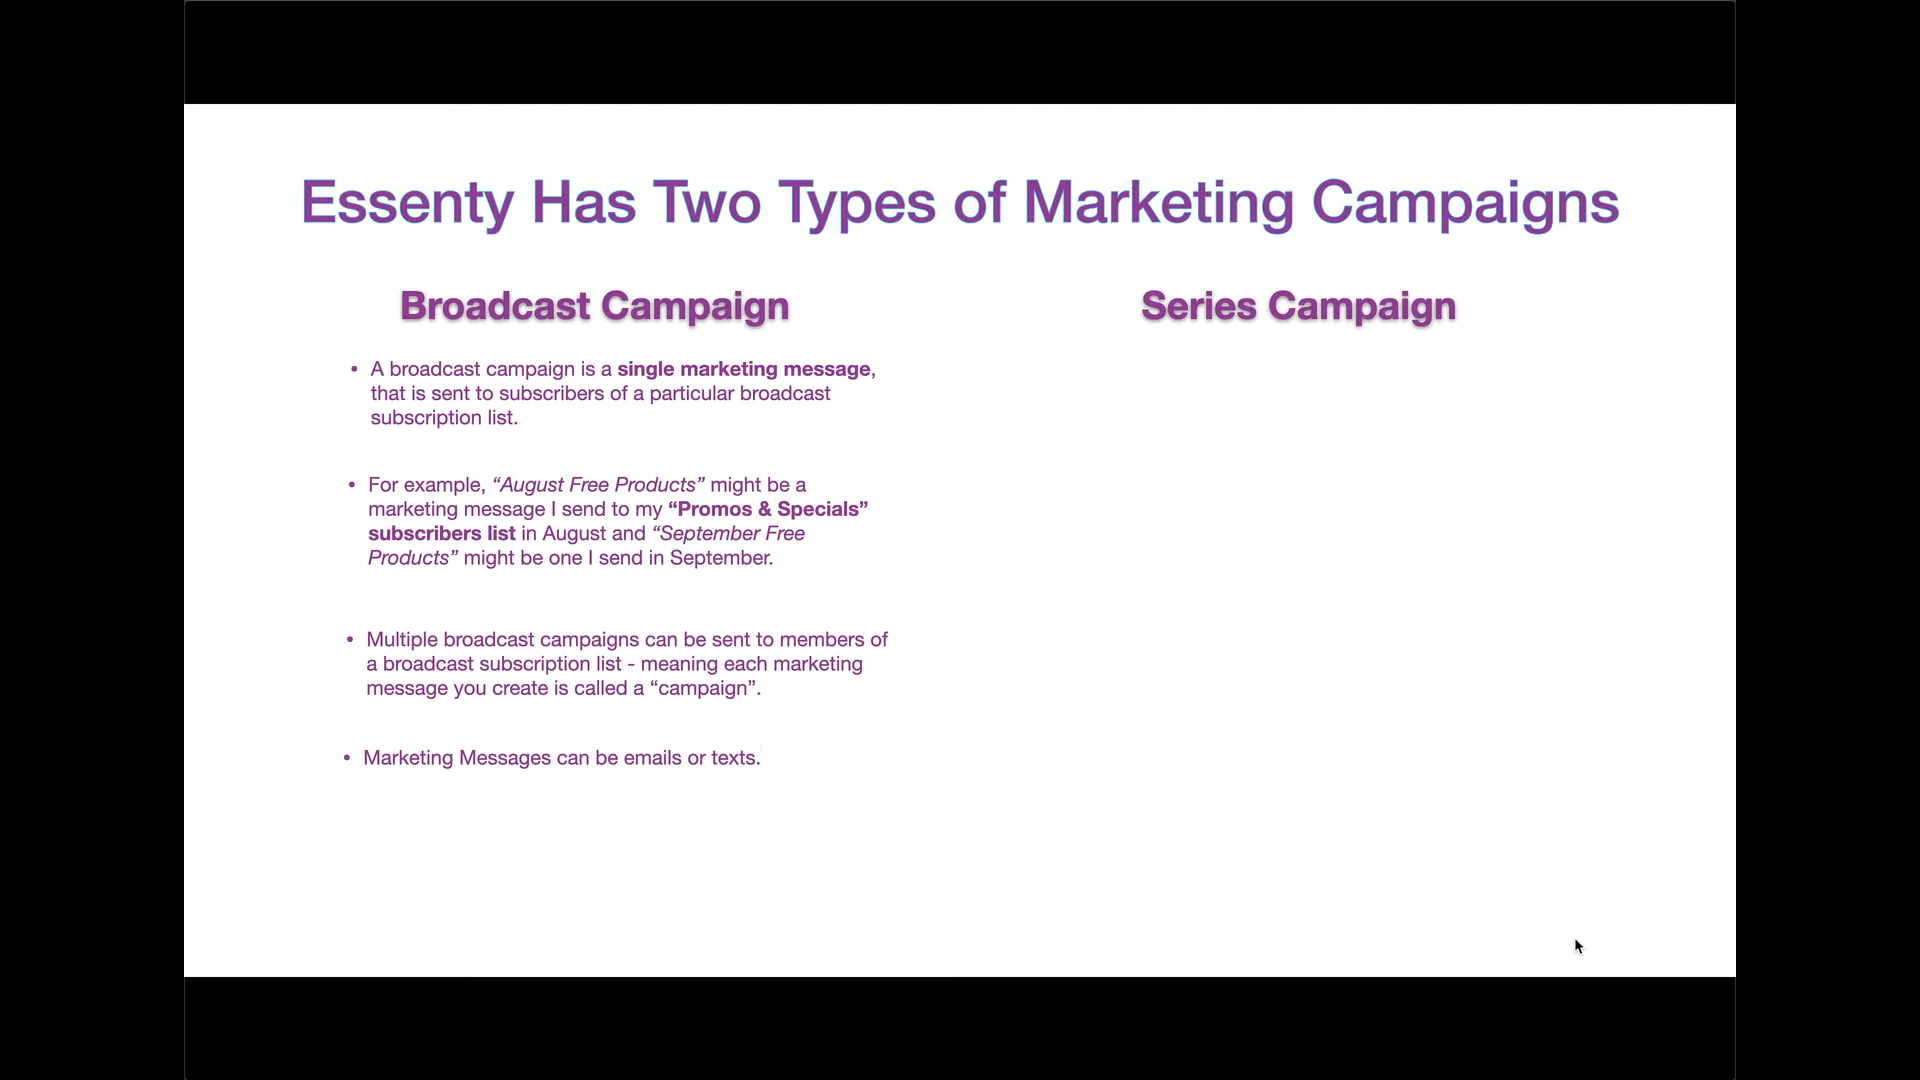 Essenty Has Two Types of Marketing Campaigns
Broadcast Campaign
• A broadcast campaign is a single marketing message,
that is sent to subscribers of a particular broadcast
subscription list.
• For example, “August Free Products” might be a
marketing message I send to my “Promos & Specials”
subscribers list in August and “September Free
Products” might be one I send in September.
• Multiple broadcast campaigns can be sent to members of
a broadcast subscription list - meaning each marketing
message you create is called a “campaign”.
• Marketing Messages can be emails or texts.
Series Campaign